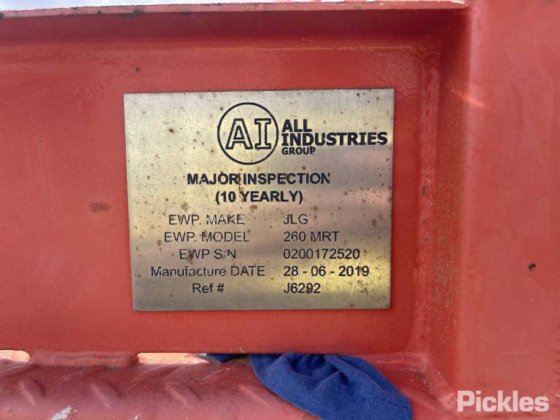 AI ALL
INDUSTRIES
GROUP
MAJOR INSPECTION
(10 YEARLY)
EWP. MAKE JLG
EWP. MODEL 260 MRT
EWP S/N 0200172520
Manufacture DATE 28 - 06 - 2019
Ref # J6292
Pickles